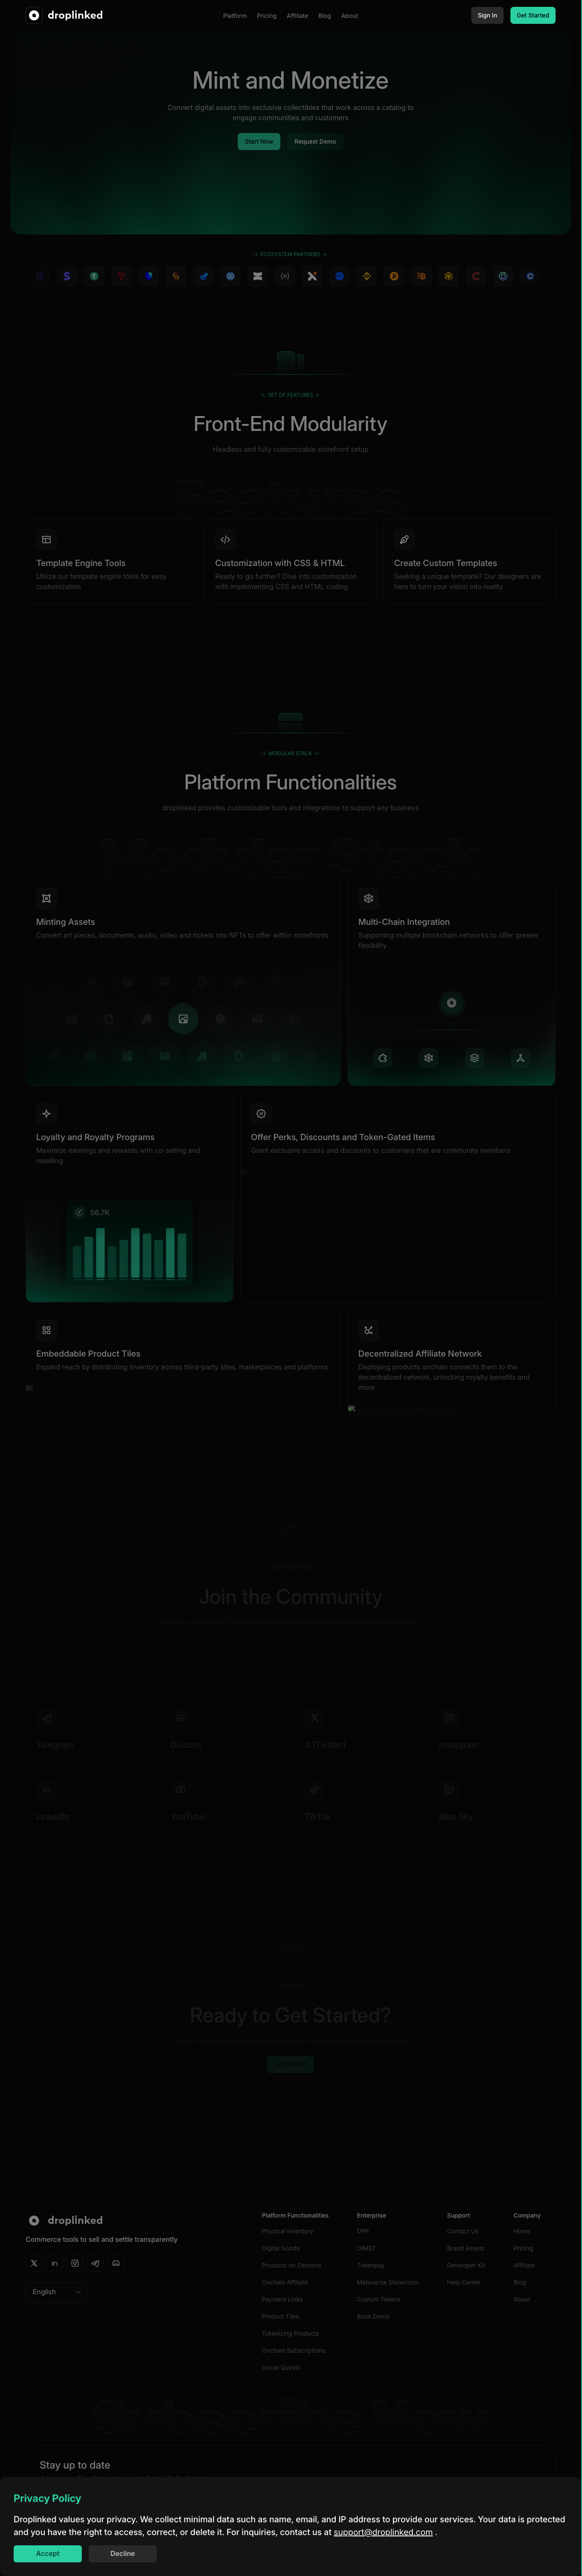 droplinked
Platform Pricing Affiliate Blog About
Sign In
Get Started
Mint and Monetize
Convert digital assets into exclusive collectibles that work across a catalog to
engage communities and customers
Start Now
Request Demo
ECOSYSTEM PARTNERS
SET OF FEATURES
Front-End Modularity
Headless and fully customizable storefront setup
Features
Template Engine Tools
Utilize our template engine tools for easy
customization
Customization with CSS & HTML
Ready to go further? Dive into customization
with implementing CSS and HTML coding
Create Custom Templates
Seeking a unique template? Our designers are
here to turn your vision into reality
MODULAR STACK
Platform Functionalities
droplinked provides customizable tools and integrations to support any business
Modular Stack
Minting Assets
Convert art pieces, documents, audio, video and tickets into NFTs to offer within storefronts
Multi-Chain Integration
Supporting multiple blockchain networks to offer greater
flexibility
Loyalty and Royalty Programs
Maximize earnings and rewards with co-selling and
reselling
56.7K
Offer Perks, Discounts and Token-Gated Items
Grant exclusive access and discounts to customers that are community members
Embeddable Product Tiles
Expand reach by distributing inventory across third-party sites, marketplaces and platforms
Decentralized Affiliate Network
Deploying products onchain connects them to the
decentralized network, unlocking royalty benefits and
more
Join the Community
Telegram
Discord
X (Twitter)
Instagram
LinkedIn
YouTube
TikTok
Blue Sky
Ready to Get Started?
droplinked
Commerce tools to sell and settle transparently
English
Platform Functionalities
Physical Inventory
Digital Goods
Products on Demand
Onchain Affiliate
Payment Links
Product Tiles
Tokenizing Products
Onchain Subscriptions
Social Quests
Enterprise
DPP
D3MST
Tokenpay
Metaverse Showroom
Custom Tokens
Book Demo
Support
Contact Us
Brand Assets
Developer Kit
Help Center
Company
Home
Pricing
Affiliate
Blog
About
Subscribe Now
Stay up to date
Privacy Policy
Droplinked values your privacy. We collect minimal data such as name, email, and IP address to provide our services. Your data is protected
and you have the right to access, correct, or delete it. For inquiries, contact us at support@droplinked.com .
Accept
Decline